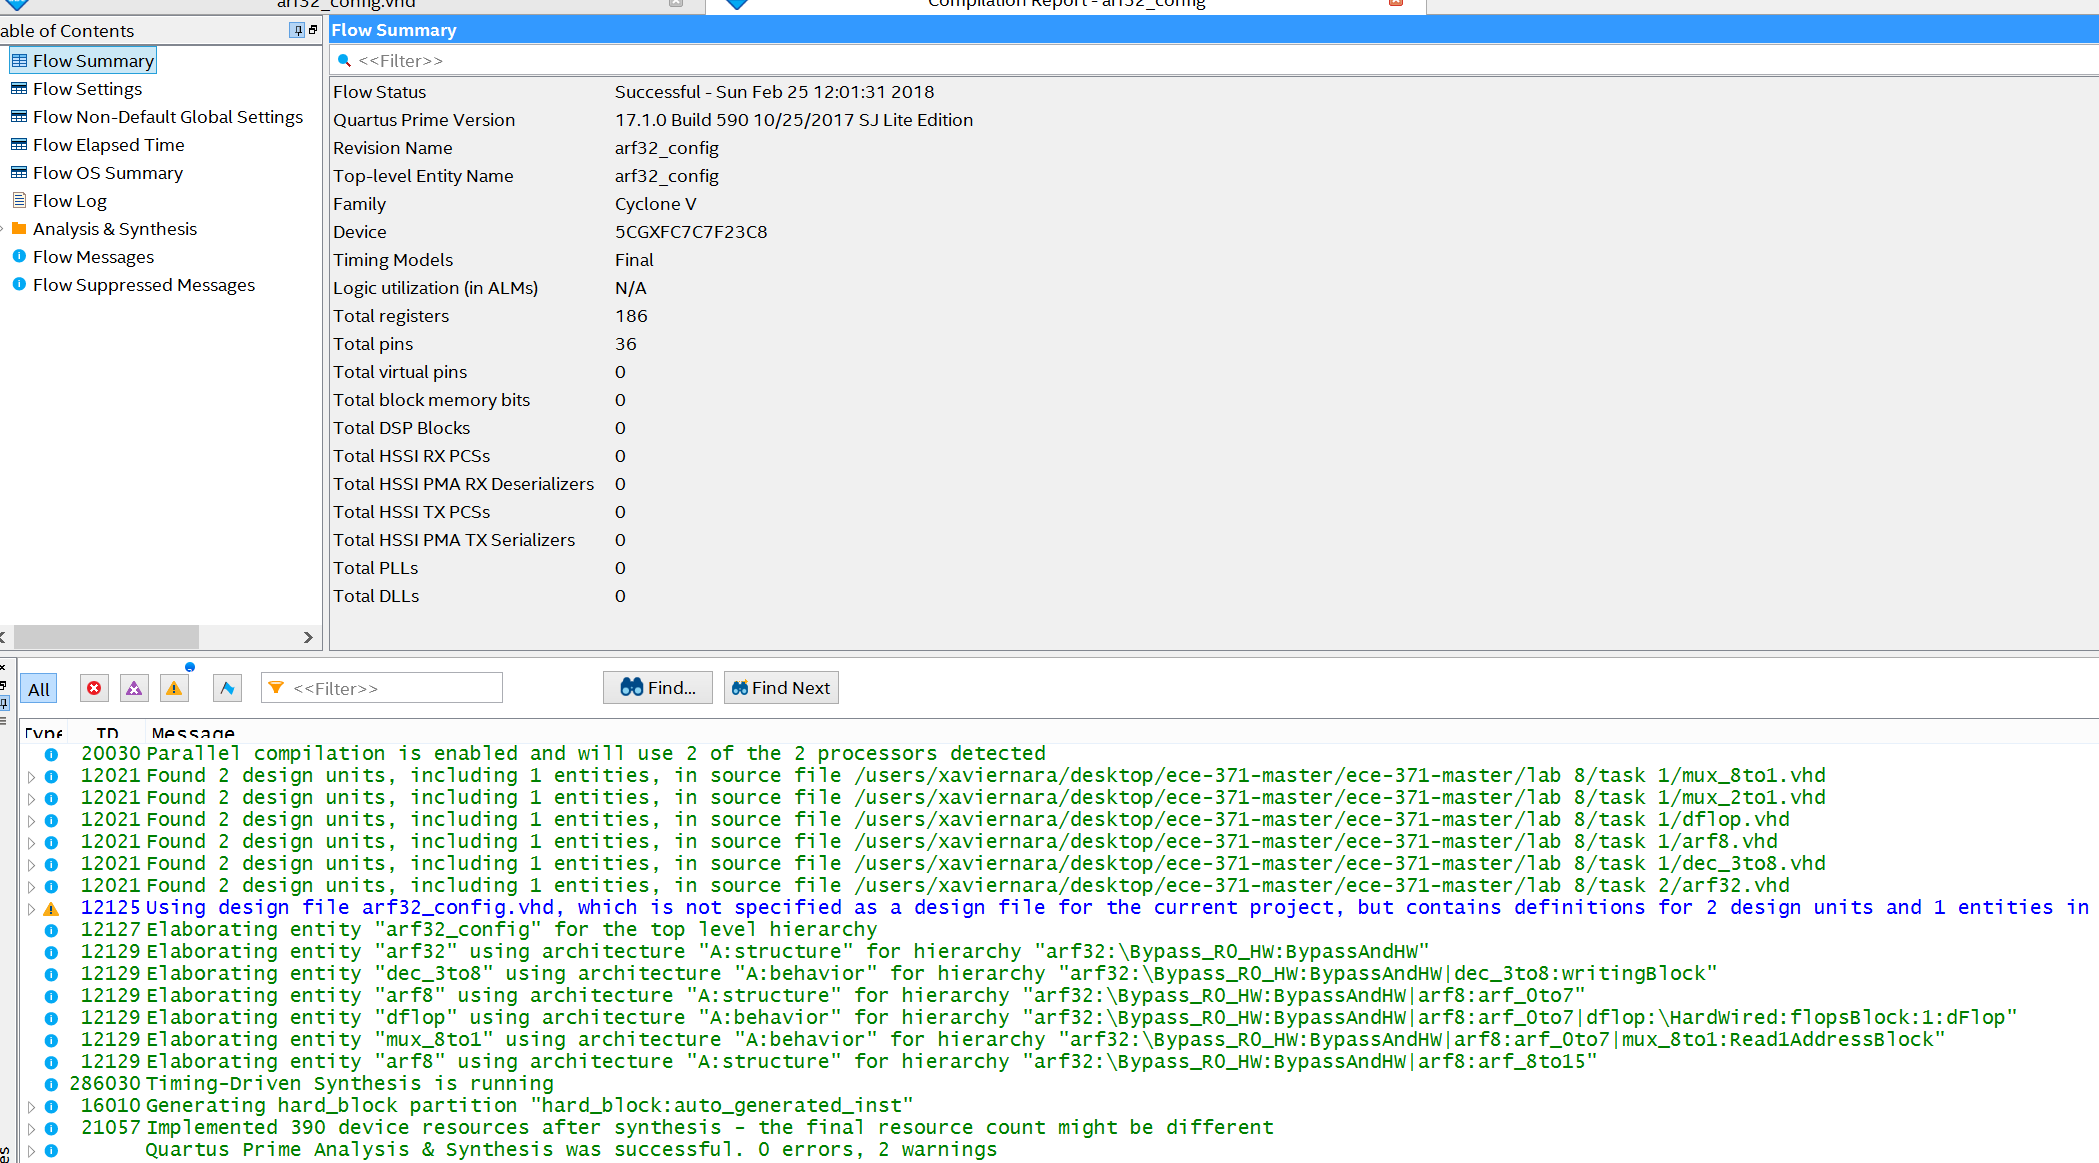 arf32_config.vhd
Compilation Report - arf32_config
able of Contents
Flow Summary
Flow Settings
Flow Non-Default Global Settings
Flow Elapsed Time
Flow OS Summary
Flow Log
Analysis & Synthesis
Flow Messages
Flow Suppressed Messages
Flow Summary
<<Filter>>
Flow Status Successful - Sun Feb 25 12:01:31 2018
Quartus Prime Version 17.1.0 Build 590 10/25/2017 SJ Lite Edition
Revision Name arf32_config
Top-level Entity Name arf32_config
Family Cyclone V
Device 5CGXFC7C7F23C8
Timing Models Final
Logic utilization (in ALMs) N/A
Total registers 186
Total pins 36
Total virtual pins 0
Total block memory bits 0
Total DSP Blocks 0
Total HSSI RX PCSs 0
Total HSSI PMA RX Deserializers 0
Total HSSI TX PCSs 0
Total HSSI PMA TX Serializers 0
Total PLLs 0
Total DLLs 0
All <<Filter>> Find... Find Next
Type ID Message
20030 Parallel compilation is enabled and will use 2 of the 2 processors detected
12021 Found 2 design units, including 1 entities, in source file /users/xaviernara/desktop/ece-371-master/ece-371-master/lab 8/task 1/mux_8to1.vhd
12021 Found 2 design units, including 1 entities, in source file /users/xaviernara/desktop/ece-371-master/ece-371-master/lab 8/task 1/mux_2to1.vhd
12021 Found 2 design units, including 1 entities, in source file /users/xaviernara/desktop/ece-371-master/ece-371-master/lab 8/task 1/dflop.vhd
12021 Found 2 design units, including 1 entities, in source file /users/xaviernara/desktop/ece-371-master/ece-371-master/lab 8/task 1/arf8.vhd
12021 Found 2 design units, including 1 entities, in source file /users/xaviernara/desktop/ece-371-master/ece-371-master/lab 8/task 1/dec_3to8.vhd
12021 Found 2 design units, including 1 entities, in source file /users/xaviernara/desktop/ece-371-master/ece-371-master/lab 8/task 2/arf32.vhd
12125 Using design file arf32_config.vhd, which is not specified as a design file for the current project, but contains definitions for 2 design units and 1 entities in
12127 Elaborating entity "arf32_config" for the top level hierarchy
12129 Elaborating entity "arf32" using architecture "A:structure" for hierarchy "arf32:\Bypass_R0_HW:BypassAndHW"
12129 Elaborating entity "dec_3to8" using architecture "A:behavior" for hierarchy "arf32:\Bypass_R0_HW:BypassAndHW|dec_3to8:writingBlock"
12129 Elaborating entity "arf8" using architecture "A:structure" for hierarchy "arf32:\Bypass_R0_HW:BypassAndHW|arf8:arf_0to7"
12129 Elaborating entity "dflop" using architecture "A:behavior" for hierarchy "arf32:\Bypass_R0_HW:BypassAndHW|arf8:arf_0to7|dflop:\HardWired:flopsBlock:1:dFlop"
12129 Elaborating entity "mux_8to1" using architecture "A:behavior" for hierarchy "arf32:\Bypass_R0_HW:BypassAndHW|arf8:arf_0to7|mux_8to1:Read1AddressBlock"
12129 Elaborating entity "arf8" using architecture "A:structure" for hierarchy "arf32:\Bypass_R0_HW:BypassAndHW|arf8:arf_8to15"
286030 Timing-Driven Synthesis is running
16010 Generating hard_block partition "hard_block:auto_generated_inst"
21057 Implemented 390 device resources after synthesis - the final resource count might be different
Quartus Prime Analysis & Synthesis was successful. 0 errors, 2 warnings